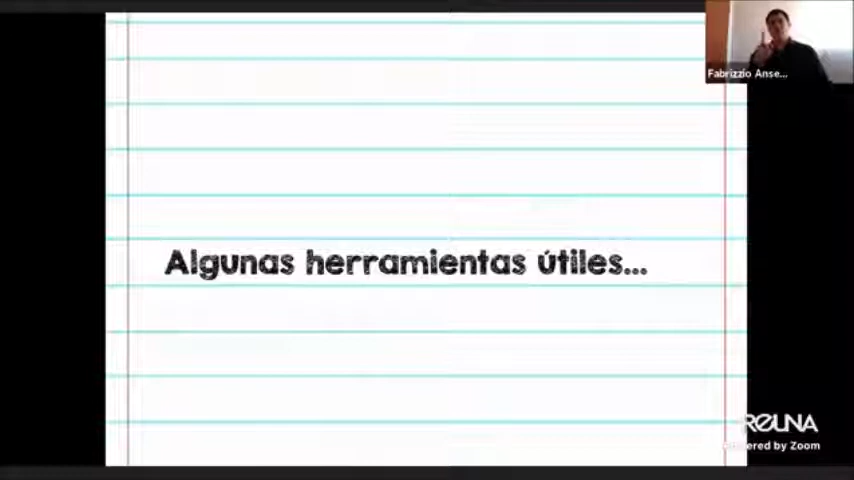 Fabrizzio Anse...
Algunas herramientas útiles...
REUNA
Powered by Zoom